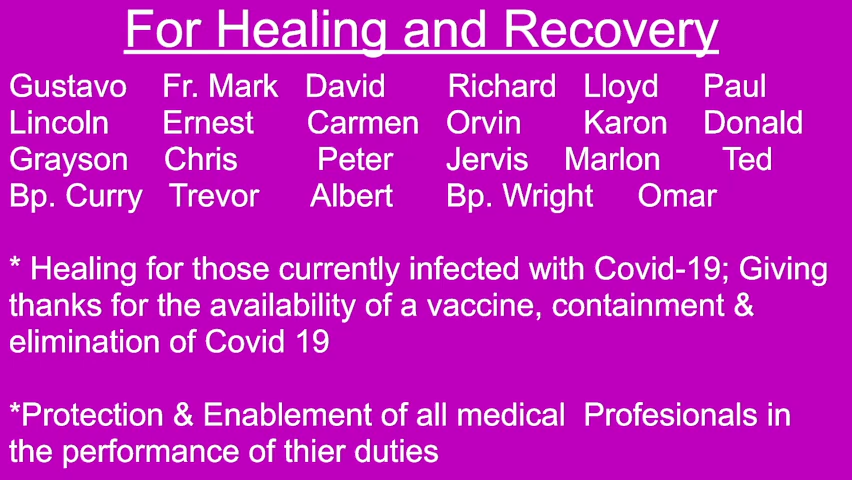 For Healing and Recovery
Gustavo Fr. Mark David Richard Lloyd Paul
Lincoln Ernest Carmen Orvin Karon Donald
Grayson Chris Peter Jervis Marlon Ted
Bp. Curry Trevor Albert Bp. Wright Omar
* Healing for those currently infected with Covid-19; Giving
thanks for the availability of a vaccine, containment &
elimination of Covid 19
*Protection & Enablement of all medical Profesionals in
the performance of thier duties